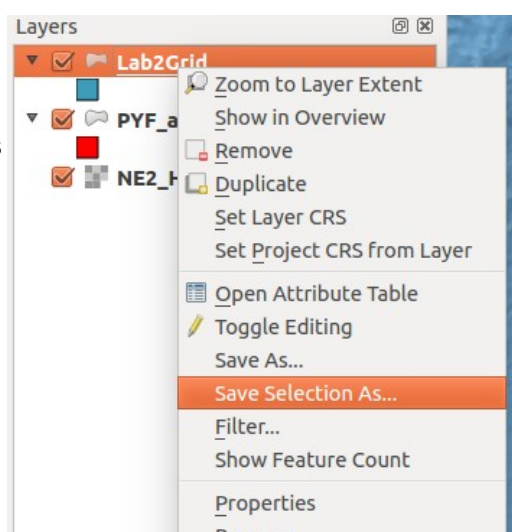 Layers
Lab2Grid
Zoom to Layer Extent
Show in Overview
PYF_a
Remove
NE2_H
Duplicate
Set Layer CRS
Set Project CRS from Layer
Open Attribute Table
Toggle Editing
Save As...
Save Selection As...
Filter...
Show Feature Count
Properties